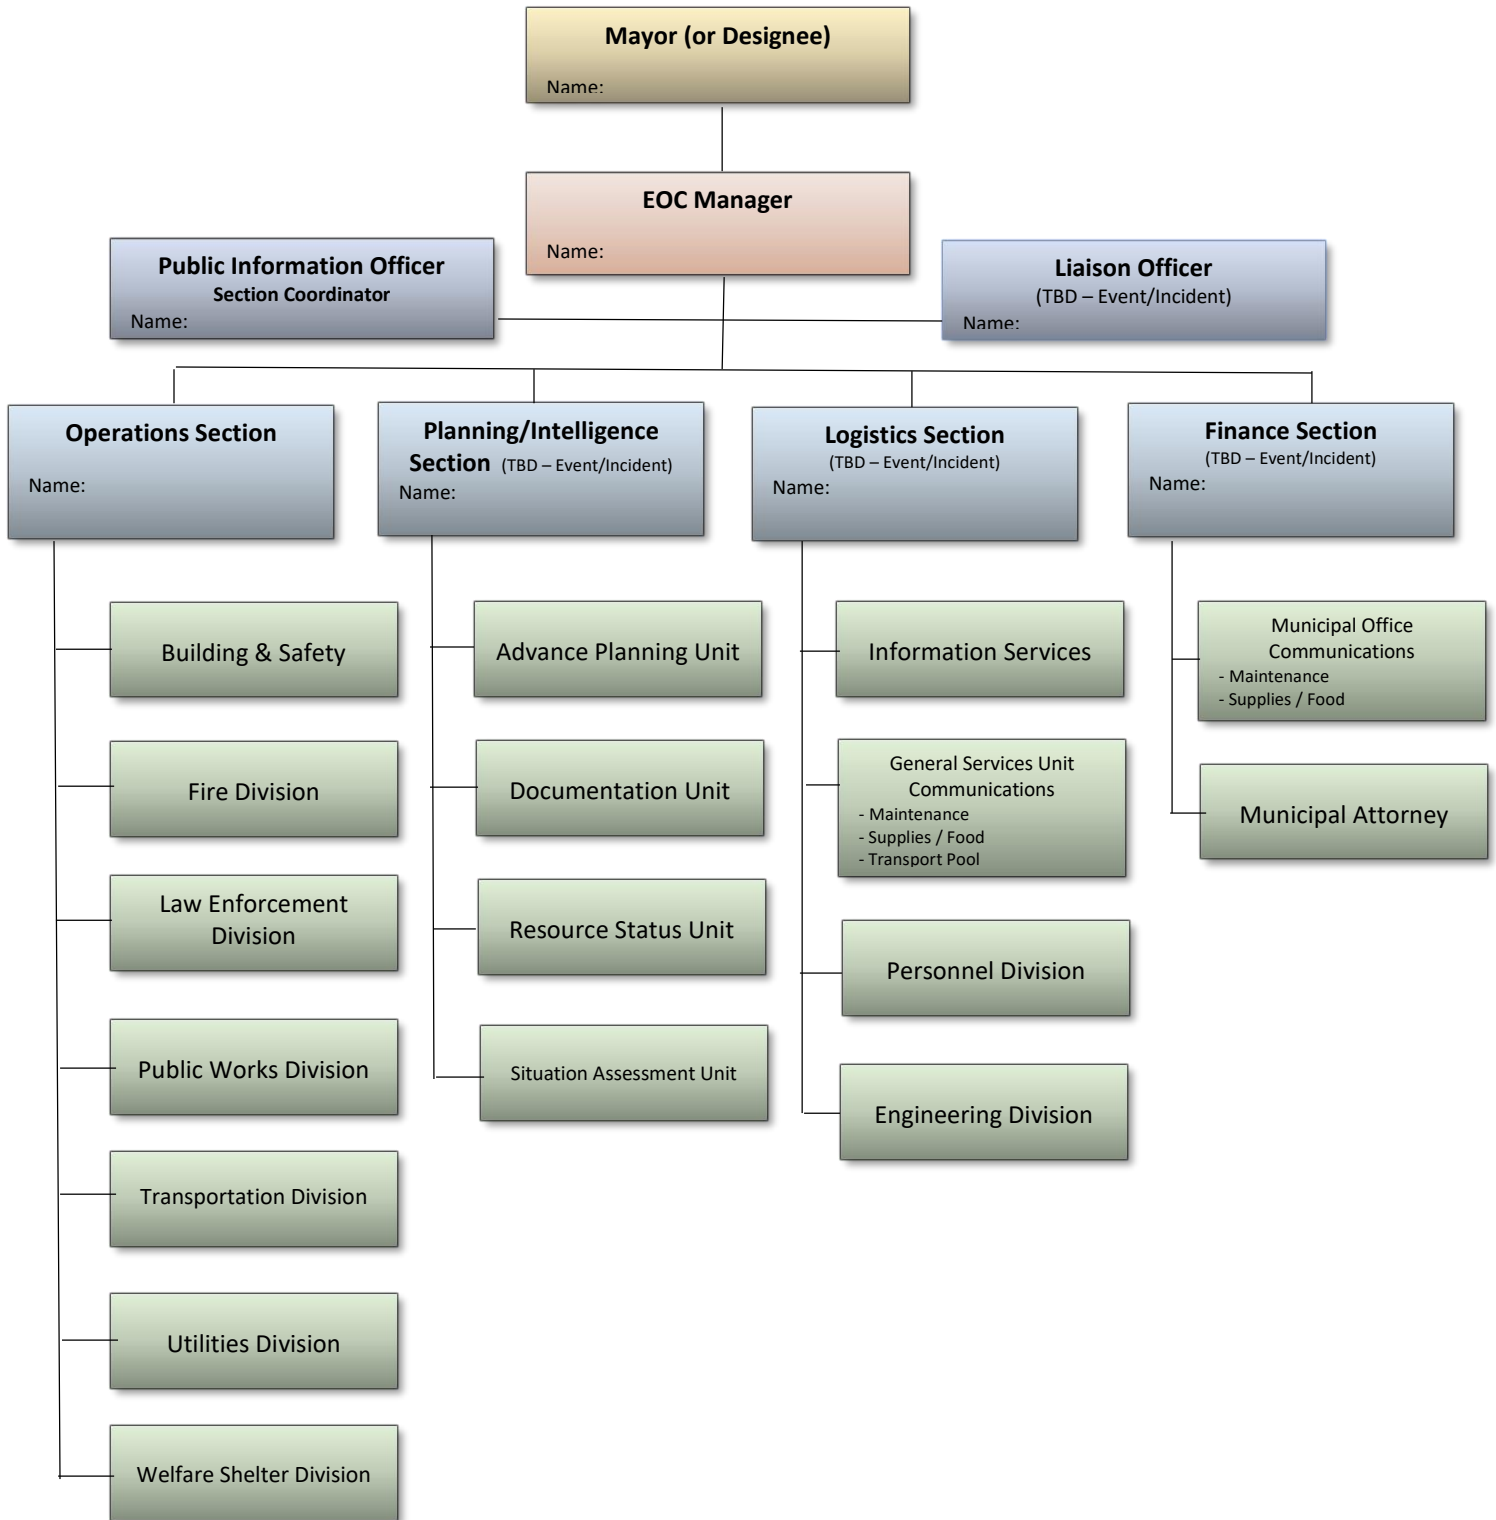 Mayor (or Designee)
Name:
EOC Manager
Name:
Public Information Officer
Section Coordinator
Name:
Liaison Officer
(TBD – Event/Incident)
Name:
Operations Section
Name:
Planning/Intelligence
Section (TBD – Event/Incident)
Name:
Logistics Section
(TBD – Event/Incident)
Name:
Finance Section
(TBD – Event/Incident)
Name:
Building & Safety
Fire Division
Law Enforcement
Division
Public Works Division
Transportation Division
Utilities Division
Welfare Shelter Division
Advance Planning Unit
Documentation Unit
Resource Status Unit
Situation Assessment Unit
Information Services
General Services Unit
Communications
- Maintenance
- Supplies / Food
- Transport Pool
Personnel Division
Engineering Division
Municipal Office
Communications
- Maintenance
- Supplies / Food
Municipal Attorney